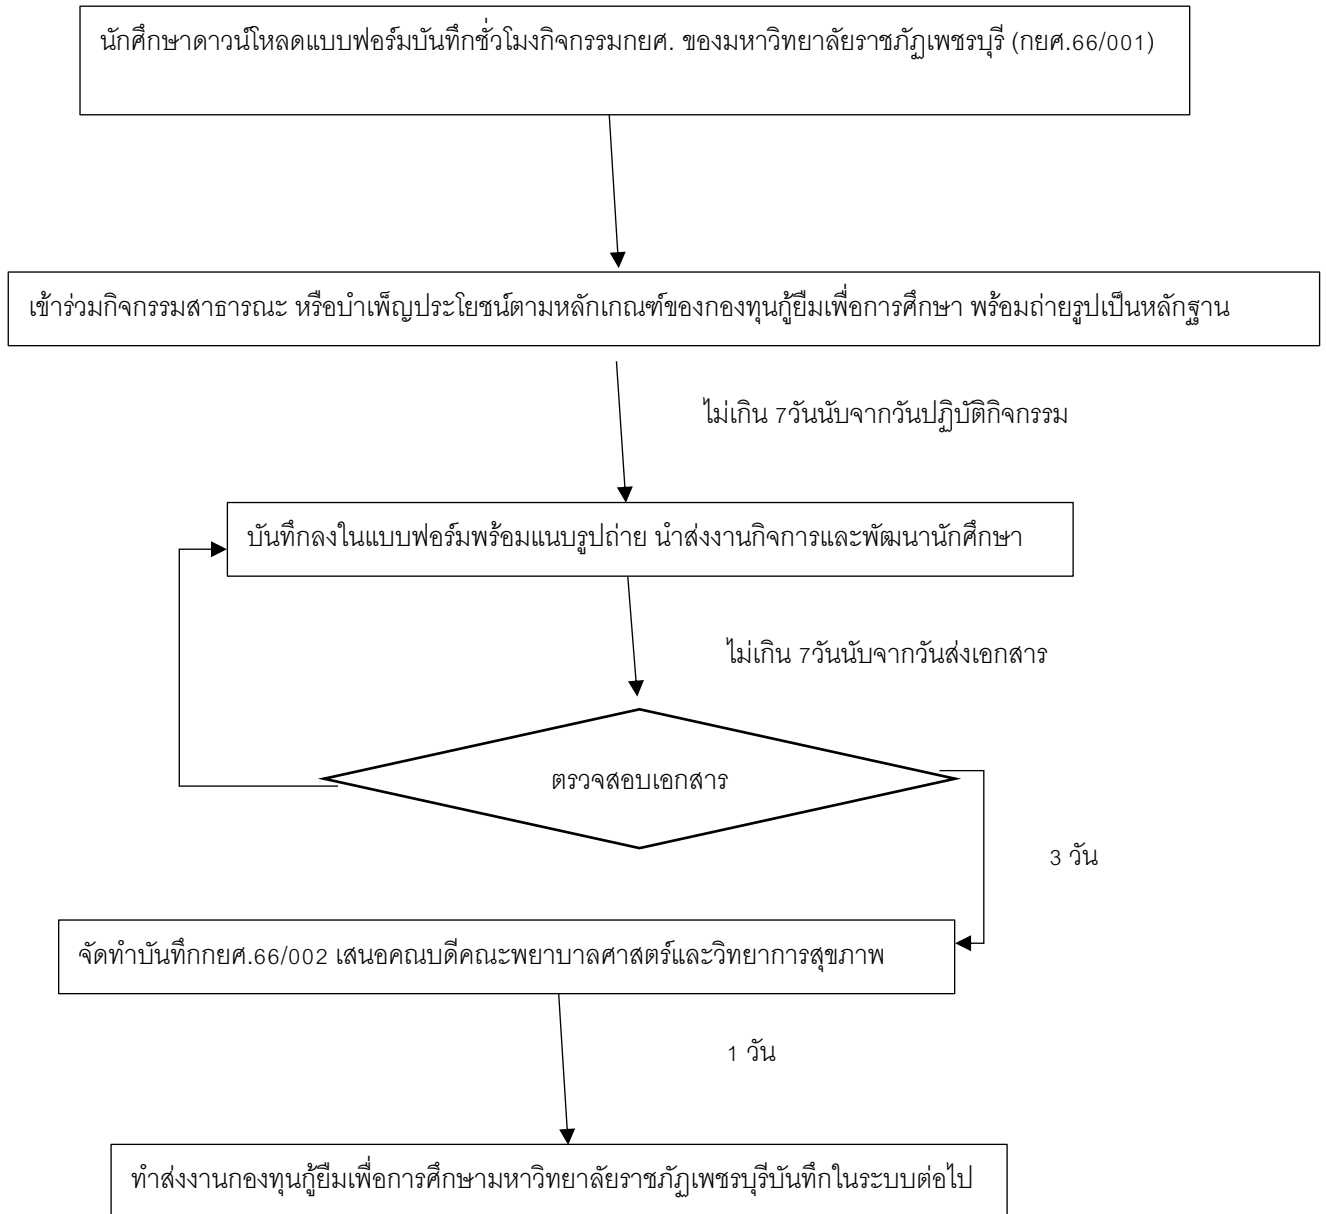 นักศึกษาดาวน์โหลดแบบฟอร์มบันทึกชั่วโมงกิจกรรมกยศ. ของมหาวิทยาลัยราชภัฏเพชรบุรี (กยศ.66/001)
เข้าร่วมกิจกรรมสาธารณะ หรือบำเพ็ญประโยชน์ตามหลักเกณฑ์ของกองทุนกู้ยืมเพื่อการศึกษา พร้อมถ่ายรูปเป็นหลักฐาน
ไม่เกิน 7วันนับจากวันปฏิบัติกิจกรรม
บันทึกลงในแบบฟอร์มพร้อมแนบรูปถ่าย นำส่งงานกิจการและพัฒนานักศึกษา
ไม่เกิน 7วันนับจากวันส่งเอกสาร
ตรวจสอบเอกสาร
3 วัน
จัดทำบันทึกกยศ.66/002 เสนอคณบดีคณะพยาบาลศาสตร์และวิทยาการสุขภาพ
1 วัน
ทำส่งงานกองทุนกู้ยืมเพื่อการศึกษามหาวิทยาลัยราชภัฏเพชรบุรีบันทึกในระบบต่อไป